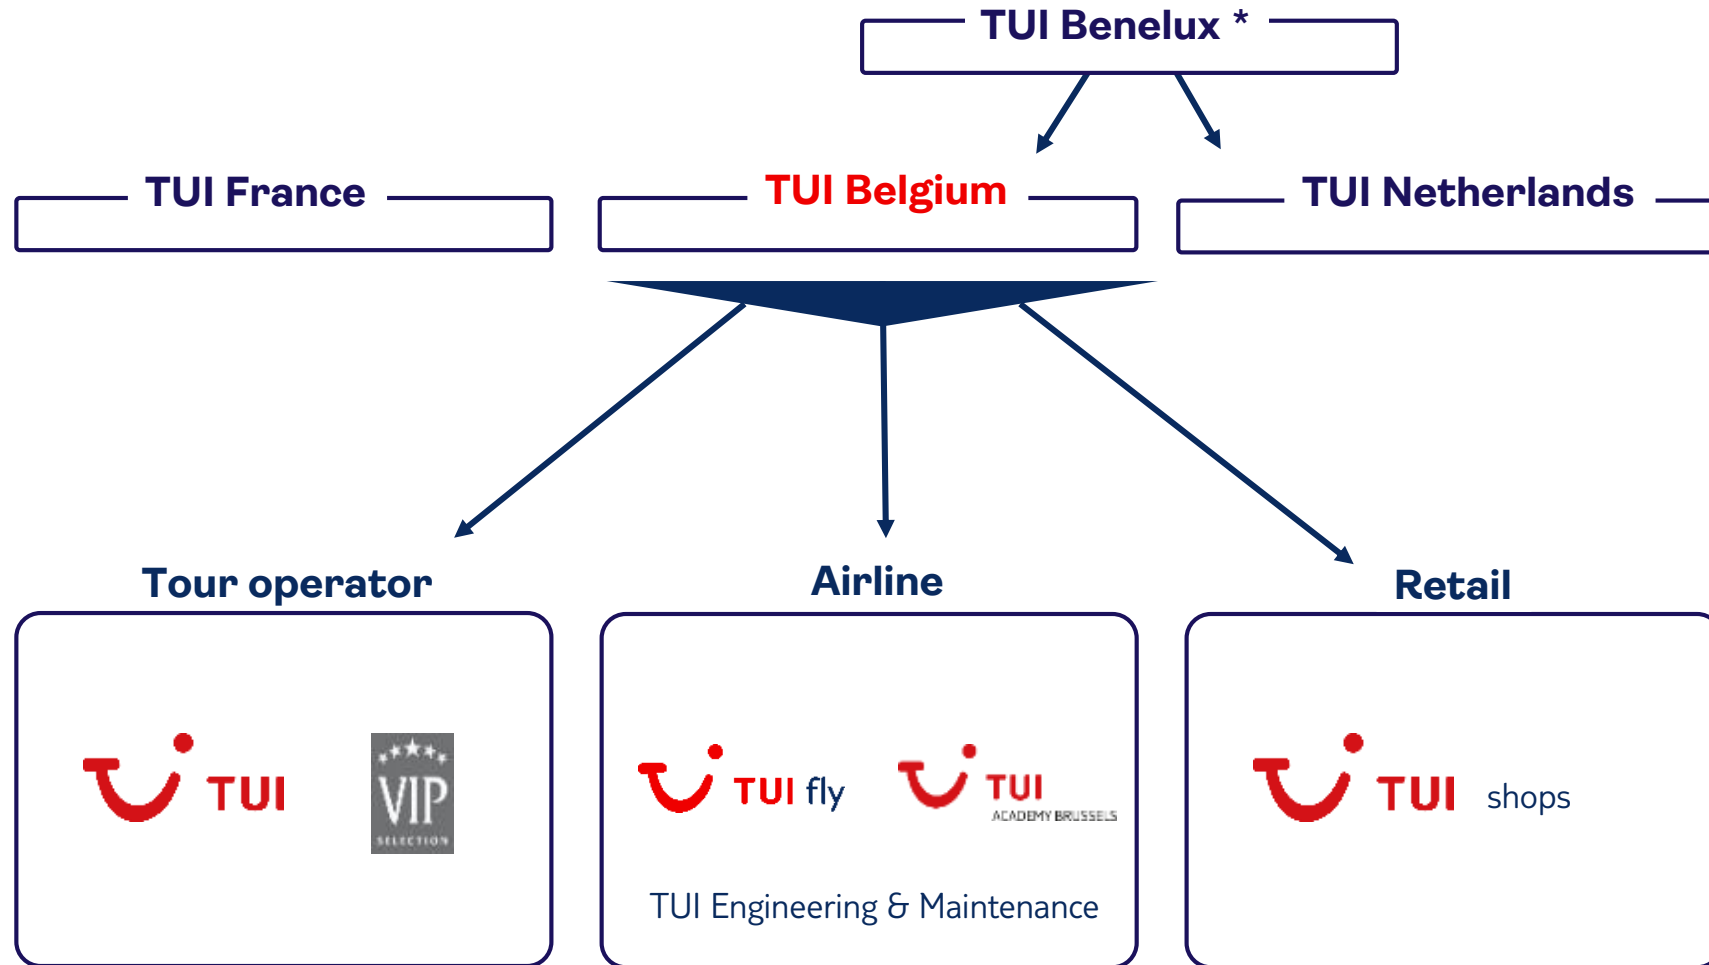 TUI Benelux *
TUI France
TUI Belgium
TUI Netherlands
Tour operator
Airline
Retail
TUI
VIP
SELECTION
TUI fly
TUI
ACADEMY BRUSSELS
TUI shops
TUI Engineering & Maintenance